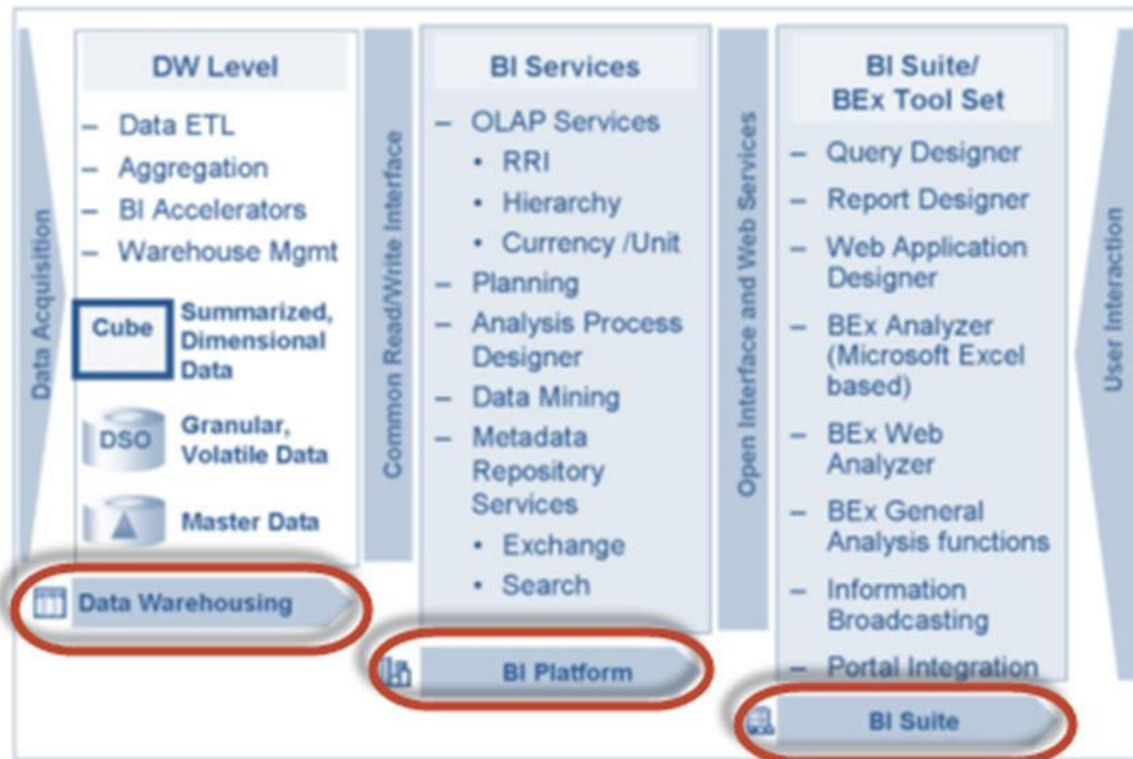 Data Acquisition
DW Level
– Data ETL
– Aggregation
– BI Accelerators
– Warehouse Mgmt
Cube
Summarized,
Dimensional
Data
DSO
Granular,
Volatile Data
Master Data
Data Warehousing
Common Read/Write Interface
BI Services
– OLAP Services
• RRI
• Hierarchy
• Currency /Unit
– Planning
– Analysis Process
Designer
– Data Mining
– Metadata
Repository
Services
• Exchange
• Search
BI Platform
Open Interface and Web Services
BI Suite/
BEx Tool Set
– Query Designer
– Report Designer
– Web Application
Designer
– BEx Analyzer
(Microsoft Excel
based)
– BEx Web
Analyzer
– BEx General
Analysis functions
– Information
Broadcasting
– Portal Integration
BI Suite
User Interaction